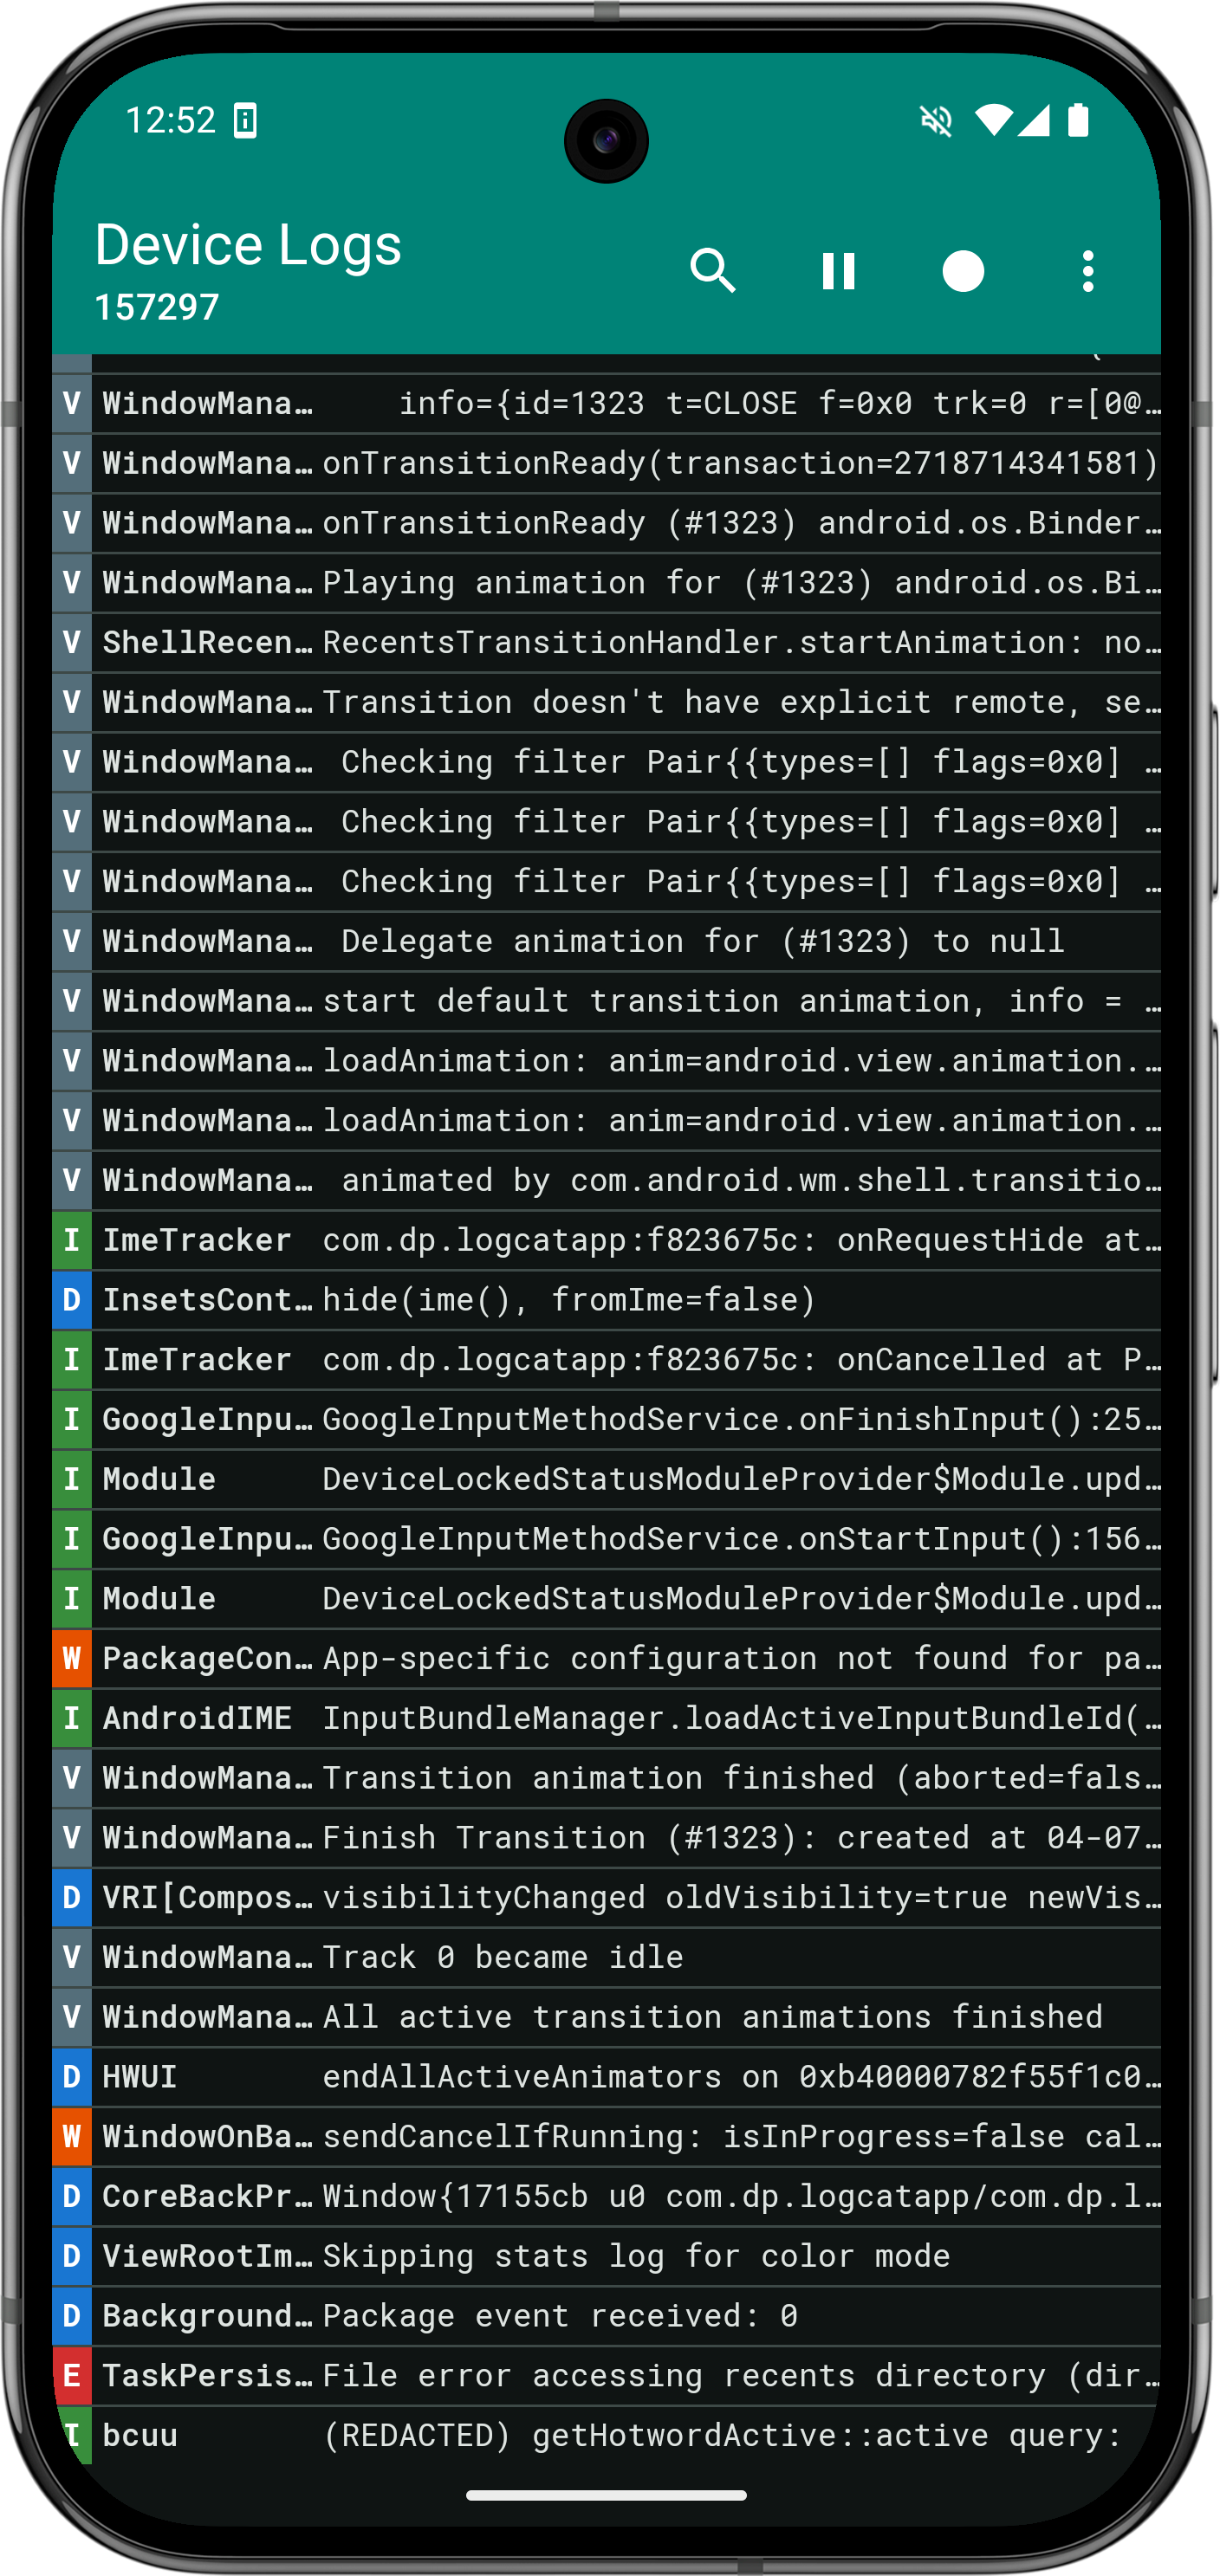 12:52
Device Logs
157297
V WindowMana… info={id=1323 t=CLOSE f=0x0 trk=0 r=[0@…
V WindowMana… onTransitionReady(transaction=2718714341581)
V WindowMana… onTransitionReady (#1323) android.os.Binder…
V WindowMana… Playing animation for (#1323) android.os.Bi…
V ShellRecen… RecentsTransitionHandler.startAnimation: no…
V WindowMana… Transition doesn't have explicit remote, se…
V WindowMana… Checking filter Pair{{types=[] flags=0x0] …
V WindowMana… Checking filter Pair{{types=[] flags=0x0] …
V WindowMana… Checking filter Pair{{types=[] flags=0x0] …
V WindowMana… Delegate animation for (#1323) to null
V WindowMana… start default transition animation, info = …
V WindowMana… loadAnimation: anim=android.view.animation.…
V WindowMana… loadAnimation: anim=android.view.animation.…
V WindowMana… animated by com.android.wm.shell.transitio…
I ImeTracker com.dp.logcatapp:f823675c: onRequestHide at…
D InsetsCont… hide(ime(), fromIme=false)
I ImeTracker com.dp.logcatapp:f823675c: onCancelled at P…
I GoogleInpu… GoogleInputMethodService.onFinishInput():25…
I Module DeviceLockedStatusModuleProvider$Module.upd…
I GoogleInpu… GoogleInputMethodService.onStartInput():156…
I Module DeviceLockedStatusModuleProvider$Module.upd…
W PackageCon… App-specific configuration not found for pa…
I AndroidIME InputBundleManager.loadActiveInputBundleId(…
V WindowMana… Transition animation finished (aborted=fals…
V WindowMana… Finish Transition (#1323): created at 04-07…
D VRI[Compos… visibilityChanged oldVisibility=true newVis…
V WindowMana… Track 0 became idle
V WindowMana… All active transition animations finished
D HWUI endAllActiveAnimators on 0xb40000782f55f1c0…
W WindowOnBa… sendCancelIfRunning: isInProgress=false cal…
D CoreBackPr… Window{17155cb u0 com.dp.logcatapp/com.dp.l…
D ViewRootIm… Skipping stats log for color mode
D Background… Package event received: 0
E TaskPersis… File error accessing recents directory (dir…
I bcuu (REDACTED) getHotwordActive::active query: